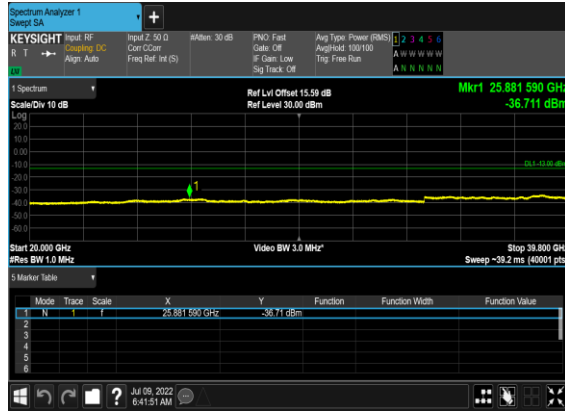 Spectrum Analyzer 1
Swept SA
+
KEYSIGHT Input: RF Input Z: 50 Ω #Atten: 30 dB PNO: Fast Avg Type: Power (RMS) 1 2 3 4 5 6
R T Coupling: DC Corr CCorr Gate: Off Avg|Hold: 100/100 A W W W W W
Align: Auto Freq Ref: Int (S) IF Gain: Low Trig: Free Run
Sig Track: Off A N N N N N
1 Spectrum Ref Lvl Offset 15.59 dB Mkr1 25.881 590 GHz
Scale/Div 10 dB Ref Level 30.00 dBm -36.711 dBm
Log
20.0
10.0
0.00
DL1 -13.00 dBm
-10.0
-20.0
1
-30.0
-40.0
-50.0
-60.0
Start 20.000 GHz Video BW 3.0 MHz* Stop 39.800 GHz
#Res BW 1.0 MHz Sweep ~39.2 ms (40001 pts)
5 Marker Table
Mode Trace Scale X Y Function Function Width Function Value
1 N 1 f 25.881 590 GHz -36.71 dBm
2
3
4
5
6
? Jul 09, 2022
6:41:51 AM